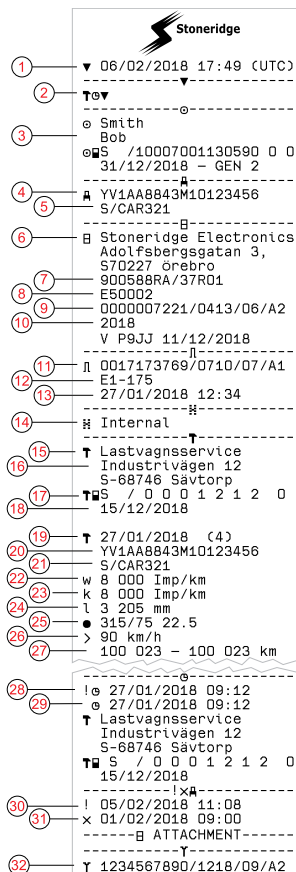 Stoneridge
1 ▼ 06/02/2018 17:49 (UTC)
2
3 Smith
Bob
S /10007001130590 0 0
31/12/2018 - GEN 2
4 YV1AA8843M10123456
5 S/CAR321
6 Stoneridge Electronics
Adolfsbergsgatan 3,
S70227 Örebro
7 900588RA/37R01
8 E50002
9 0000007221/0413/06/A2
10 2018
V P9JJ 11/12/2018
11 0017173769/0710/07/A1
12 E1-175
13 27/01/2018 12:34
14 Internal
15 Lastvagnsservice
16 Industrivägen 12
S-68746 Sävtorp
17 S / 0 0 0 1 2 1 2 0
18 15/12/2018
19 27/01/2018 (4)
20 YV1AA8843M10123456
21 S/CAR321
22 w 8 000 Imp/km
23 k 8 000 Imp/km
24 l 3 205 mm
25 ● 315/75 22.5
26 > 90 km/h
27 100 023 - 100 023 km
28 ! 27/01/2018 09:12
29 27/01/2018 09:12
Lastvagnsservice
Industrivägen 12
S-68746 Sävtorp
S / 0 0 0 1 2 1 2 0
15/12/2018
!×
30 ! 05/02/2018 11:08
31 × 01/02/2018 09:00
ATTACHMENT
32 1234567890/1218/09/A2